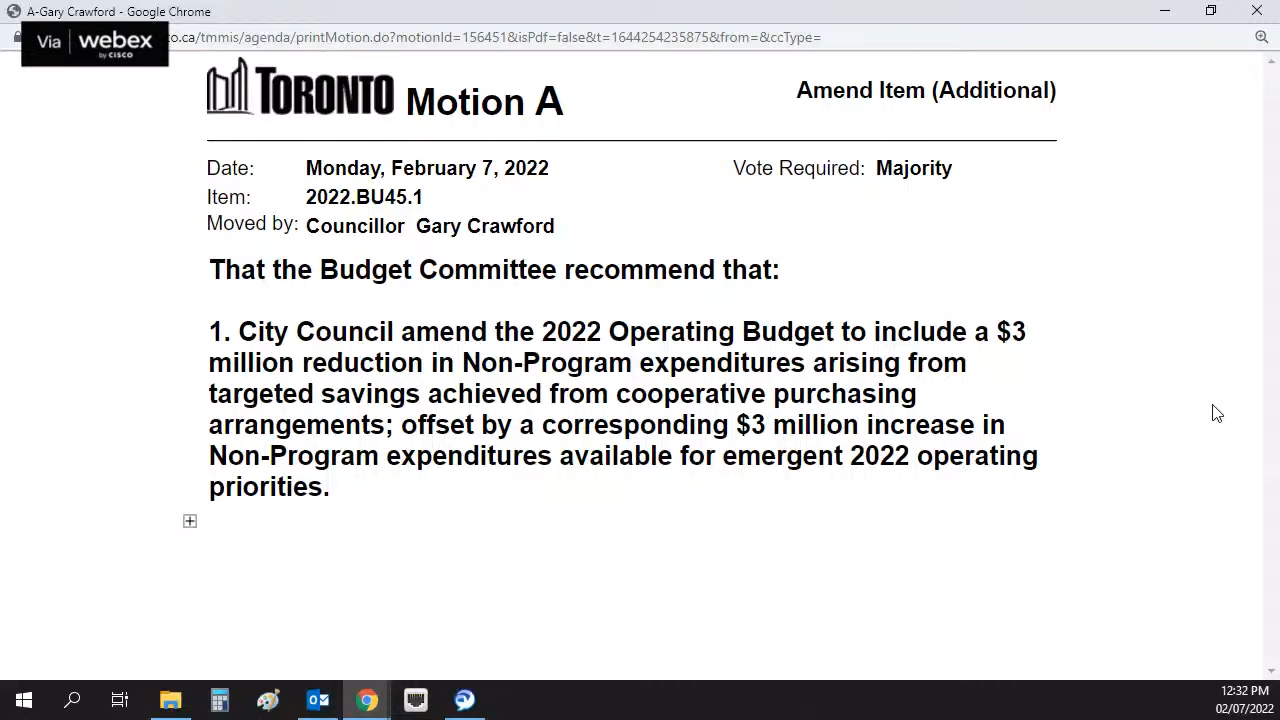 A-Gary Crawford - Google Chrome
Via webex
by CISCO
o.ca/tmmis/agenda/printMotion.do?motionId=156451&isPdf=false&t=1644254235875&from=&ccType=
TORONTO Motion A
Amend Item (Additional)
Date: Monday, February 7, 2022
Vote Required: Majority
Item: 2022.BU45.1
Moved by: Councillor Gary Crawford
That the Budget Committee recommend that:
1. City Council amend the 2022 Operating Budget to include a $3
million reduction in Non-Program expenditures arising from
targeted savings achieved from cooperative purchasing
arrangements; offset by a corresponding $3 million increase in
Non-Program expenditures available for emergent 2022 operating
priorities.
12:32 PM
02/07/2022